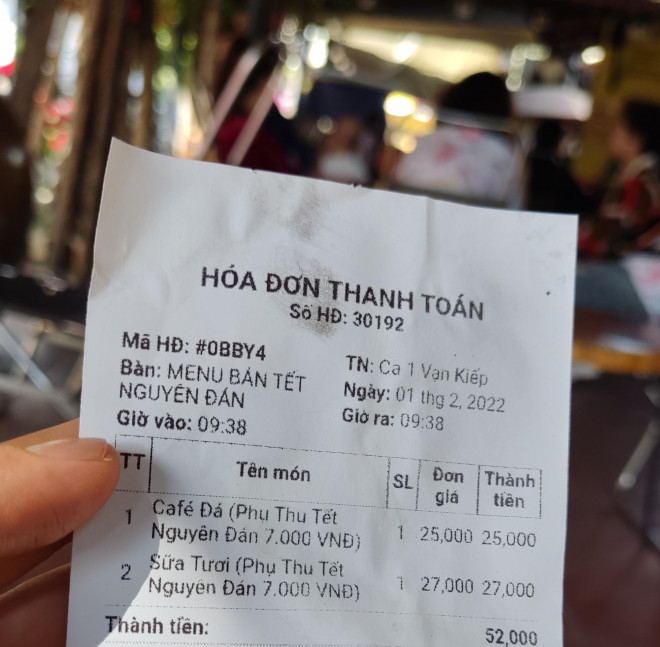 HÓA ĐƠN THANH TOÁN
Số HĐ: 30192
Mã HĐ: #0BBY4
TN: Ca 1 Vạn Kiếp
Bàn: MENU BÁN TẾT
NGUYÊN ĐÁN
Ngày: 01 thg 2, 2022
Giờ vào: 09:38
Giờ ra: 09:38
TT Tên món SL Đơn giá Thành tiền
1 Café Đá (Phụ Thu Tết
Nguyên Đán 7.000 VNĐ) 1 25,000 25,000
2 Sữa Tươi (Phụ Thu Tết
Nguyên Đán 7.000 VNĐ) 1 27,000 27,000
Thành tiền: 52,000